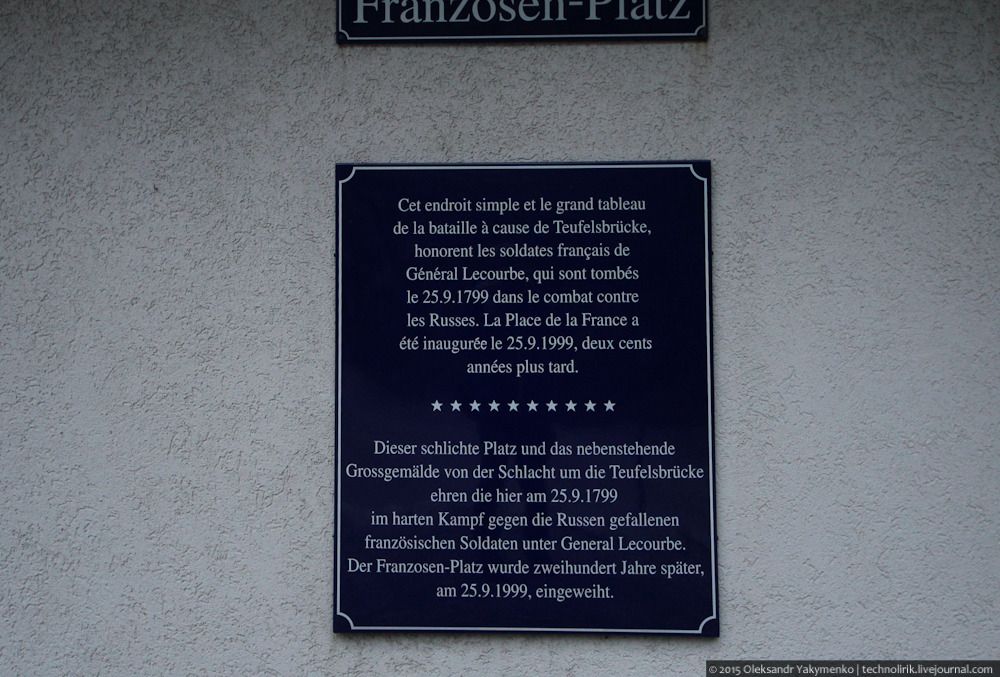 Franzosen-Platz
Cet endroit simple et le grand tableau
de la bataille à cause de Teufelsbrücke,
honorent les soldates français de
Général Lecourbe, qui sont tombés
le 25.9.1799 dans le combat contre
les Russes. La Place de la France a
été inaugurée le 25.9.1999, deux cents
années plus tard.
★ ★ ★ ★ ★ ★ ★ ★ ★ ★
Dieser schlichte Platz und das nebenstehende
Grossgemälde von der Schlacht um die Teufelsbrücke
ehren die hier am 25.9.1799
im harten Kampf gegen die Russen gefallenen
französischen Soldaten unter General Lecourbe.
Der Franzosen-Platz wurde zweihundert Jahre später,
am 25.9.1999, eingeweiht.
© 2015 Oleksandr Yakymenko | technolirik.livejournal.com